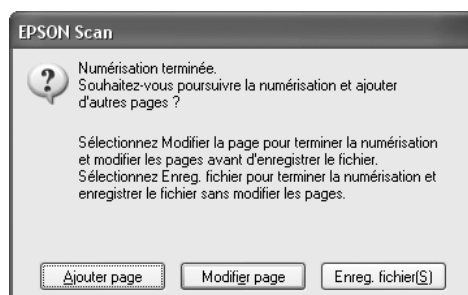 EPSON Scan
Numérisation terminée.
Souhaitez-vous poursuivre la numérisation et ajouter
d'autres pages ?
Sélectionnez Modifier la page pour terminer la numérisation
et modifier les pages avant d'enregistrer le fichier.
Sélectionnez Enreg. fichier pour terminer la numérisation et
enregistrer le fichier sans modifier les pages.
Ajouter page Modifier page Enreg. fichier(S)